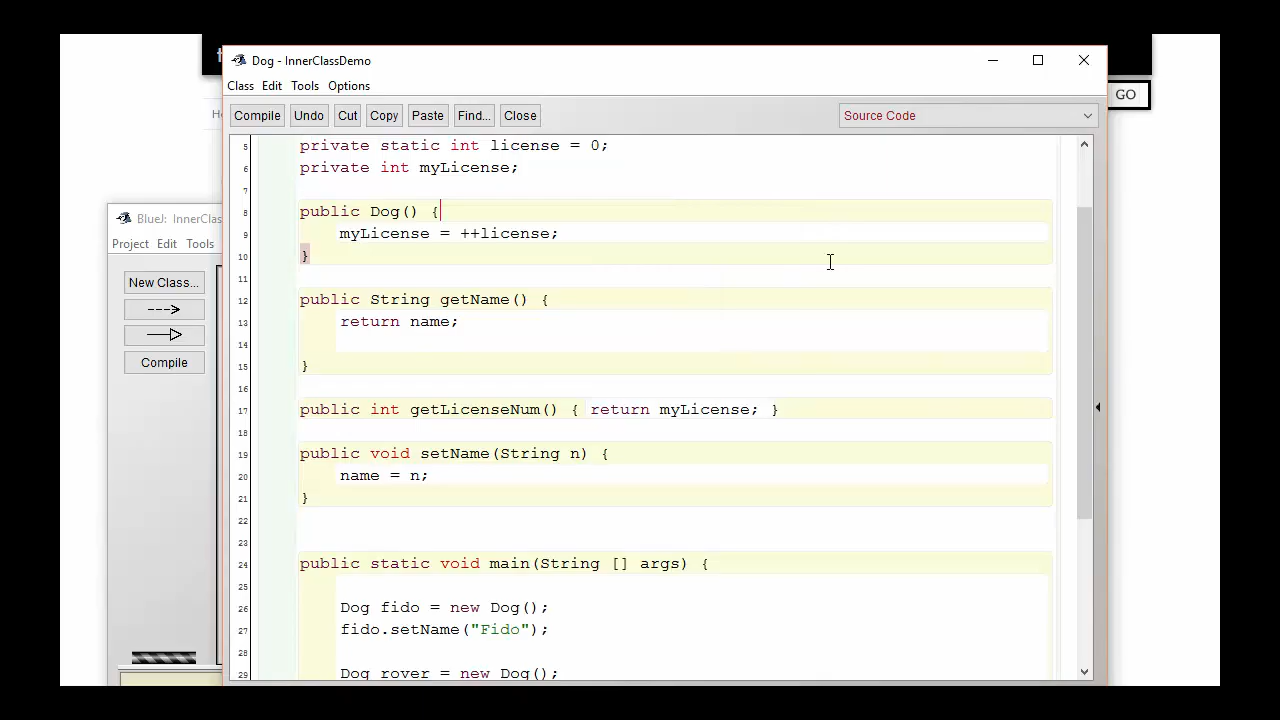 Dog - InnerClassDemo
Class Edit Tools Options
GO
Compile Undo Cut Copy Paste Find... Close Source Code
5 private static int license = 0;
6 private int myLicense;
7
8 public Dog() {
9 myLicense = ++license;
10 }
11
12 public String getName() {
13 return name;
14
15 }
16
17 public int getLicenseNum() { return myLicense; }
18
19 public void setName(String n) {
20 name = n;
21 }
22
23
24 public static void main(String [] args) {
25
26 Dog fido = new Dog();
27 fido.setName("Fido");
28
29 Dog rover = new Dog();
BlueJ: InnerCla
Project Edit Tools
New Class...
Compile